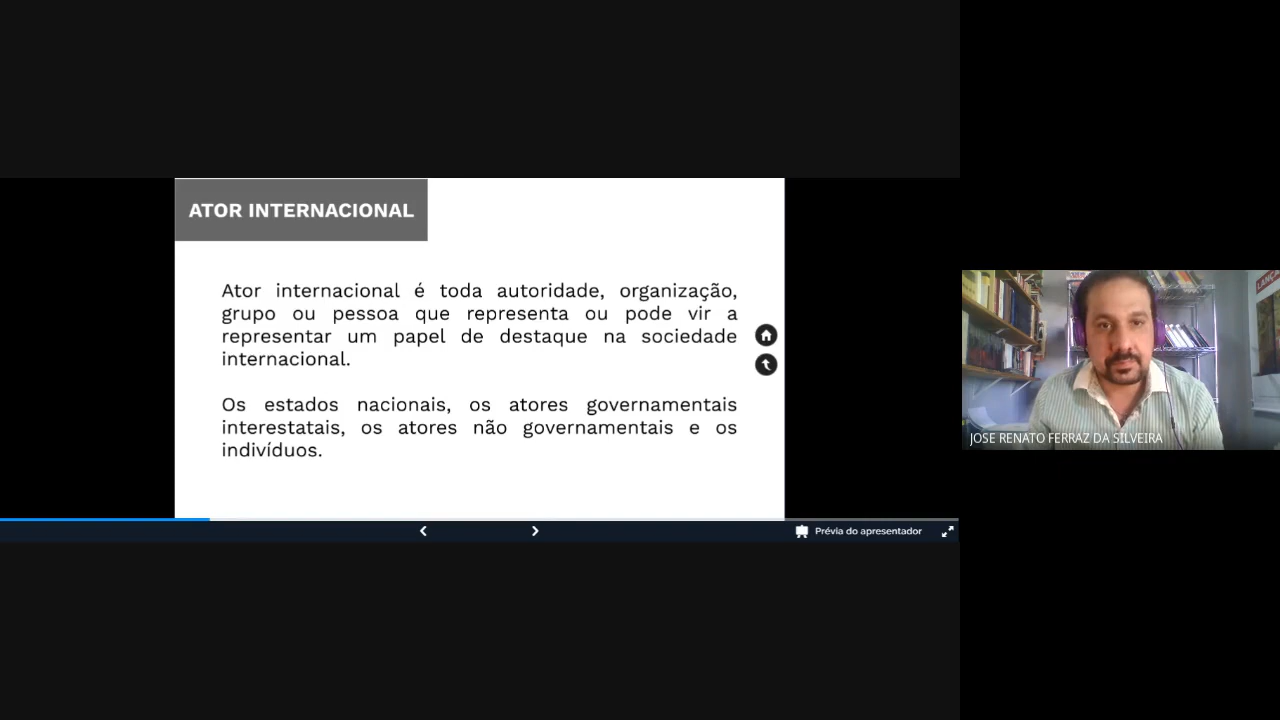 ATOR INTERNACIONAL
Ator internacional é toda autoridade, organização,
grupo ou pessoa que representa ou pode vir a
representar um papel de destaque na sociedade
internacional.
Os estados nacionais, os atores governamentais
interestatais, os atores não governamentais e os
indivíduos.
Prévia do apresentador
JOSE RENATO FERRAZ DA SILVEIRA